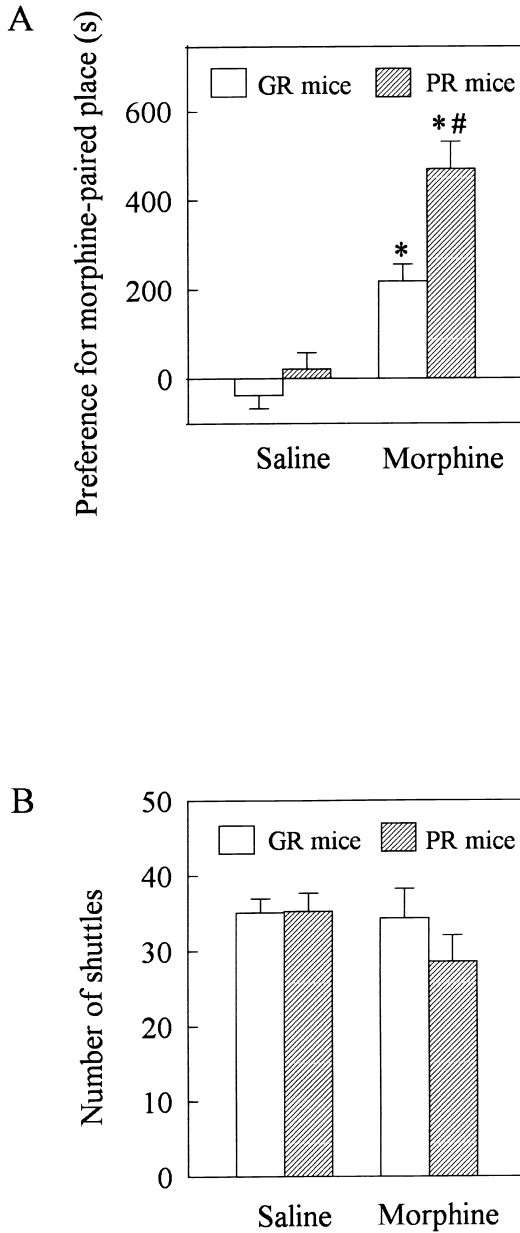 A
Preference for morphine-paired place (s)
GR mice
PR mice
600
400
200
0
*
*#
Saline
Morphine
B
Number of shuttles
GR mice
PR mice
50
40
30
20
10
0
Saline
Morphine